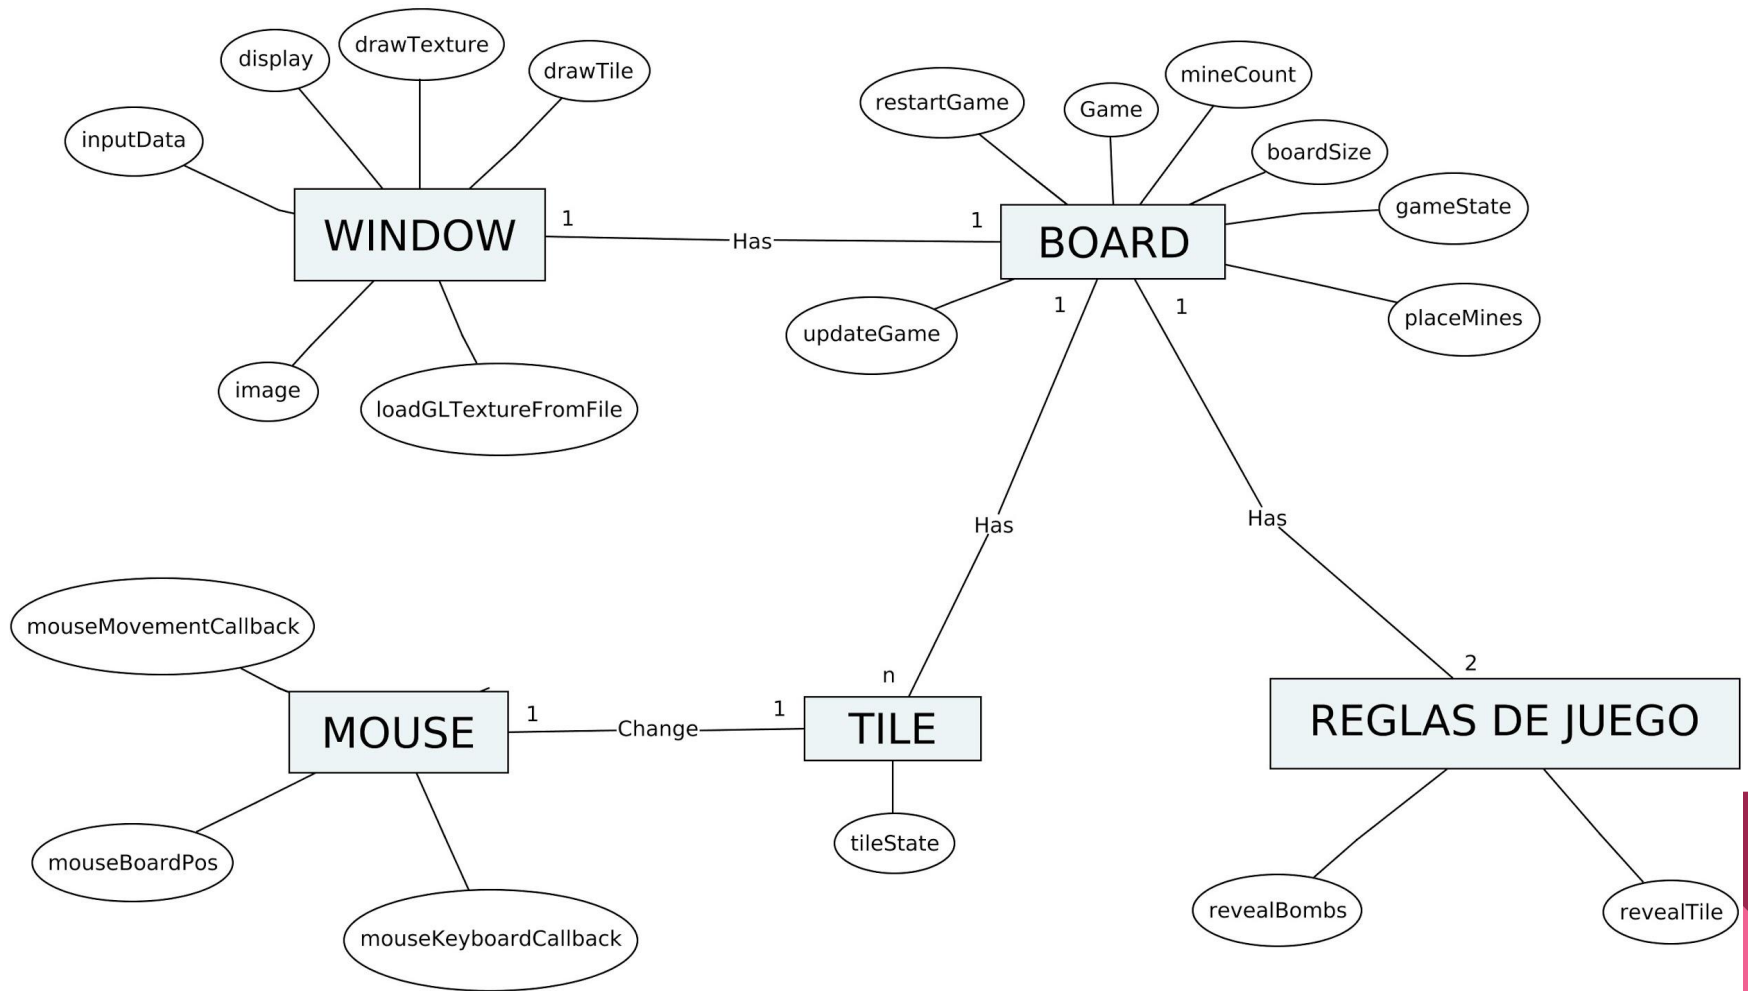 drawTexture
display
drawTile
inputData
WINDOW
image
loadGLTextureFromFile
1
Has
1
mineCount
restartGame
Game
boardSize
gameState
BOARD
placeMines
updateGame
1
1
Has
Has
n
2
mouseMovementCallback
MOUSE
1
Change
1
TILE
REGLAS DE JUEGO
mouseBoardPos
mouseKeyboardCallback
tileState
revealBombs
revealTile